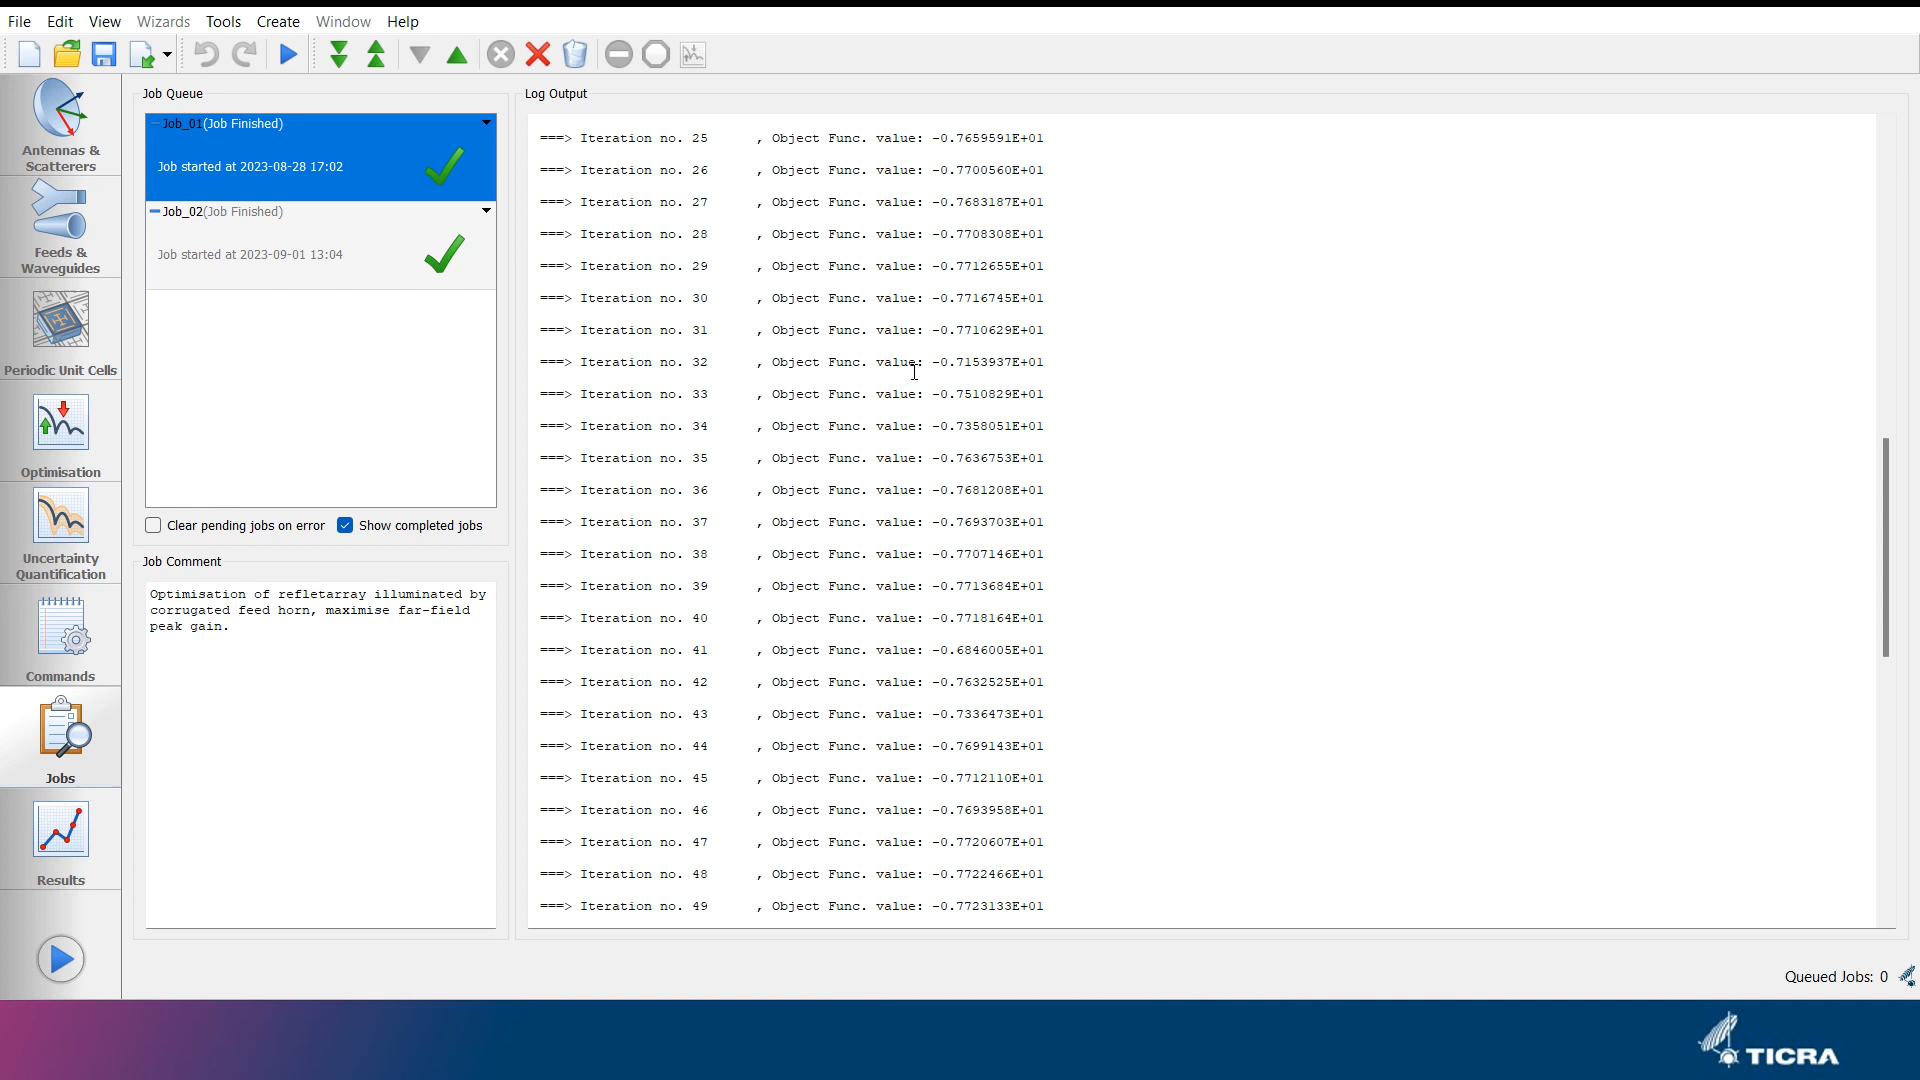 File Edit View Wizards Tools Create Window Help
Antennas &
Scatterers
Feeds &
Waveguides
Periodic Unit Cells
Optimisation
Uncertainty
Quantification
Commands
Jobs
Results
Job Queue
Job_01(Job Finished)
Job started at 2023-08-28 17:02
Job_02(Job Finished)
Job started at 2023-09-01 13:04
Clear pending jobs on error Show completed jobs
Job Comment
Optimisation of refletarray illuminated by
corrugated feed horn, maximise far-field
peak gain.
Log Output
===> Iteration no. 25 , Object Func. value: -0.7659591E+01
===> Iteration no. 26 , Object Func. value: -0.7700560E+01
===> Iteration no. 27 , Object Func. value: -0.7683187E+01
===> Iteration no. 28 , Object Func. value: -0.7708308E+01
===> Iteration no. 29 , Object Func. value: -0.7712655E+01
===> Iteration no. 30 , Object Func. value: -0.7716745E+01
===> Iteration no. 31 , Object Func. value: -0.7710629E+01
===> Iteration no. 32 , Object Func. value: -0.7153937E+01
===> Iteration no. 33 , Object Func. value: -0.7510829E+01
===> Iteration no. 34 , Object Func. value: -0.7358051E+01
===> Iteration no. 35 , Object Func. value: -0.7636753E+01
===> Iteration no. 36 , Object Func. value: -0.7681208E+01
===> Iteration no. 37 , Object Func. value: -0.7693703E+01
===> Iteration no. 38 , Object Func. value: -0.7707146E+01
===> Iteration no. 39 , Object Func. value: -0.7713684E+01
===> Iteration no. 40 , Object Func. value: -0.7718164E+01
===> Iteration no. 41 , Object Func. value: -0.6846005E+01
===> Iteration no. 42 , Object Func. value: -0.7632525E+01
===> Iteration no. 43 , Object Func. value: -0.7336473E+01
===> Iteration no. 44 , Object Func. value: -0.7699143E+01
===> Iteration no. 45 , Object Func. value: -0.7712110E+01
===> Iteration no. 46 , Object Func. value: -0.7693958E+01
===> Iteration no. 47 , Object Func. value: -0.7720607E+01
===> Iteration no. 48 , Object Func. value: -0.7722466E+01
===> Iteration no. 49 , Object Func. value: -0.7723133E+01
Queued Jobs: 0
TICRA